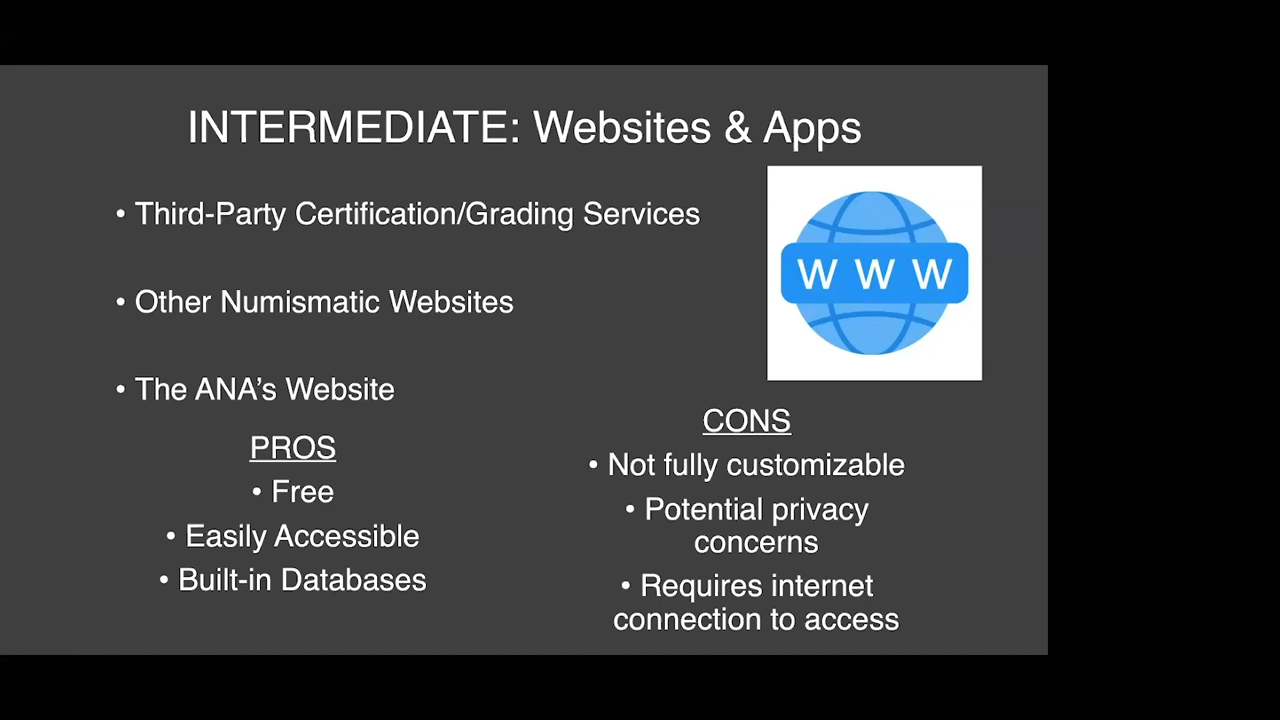 INTERMEDIATE: Websites & Apps
• Third-Party Certification/Grading Services
• Other Numismatic Websites
• The ANA’s Website
W W W
PROS
• Free
• Easily Accessible
• Built-in Databases
CONS
• Not fully customizable
• Potential privacy
concerns
• Requires internet
connection to access